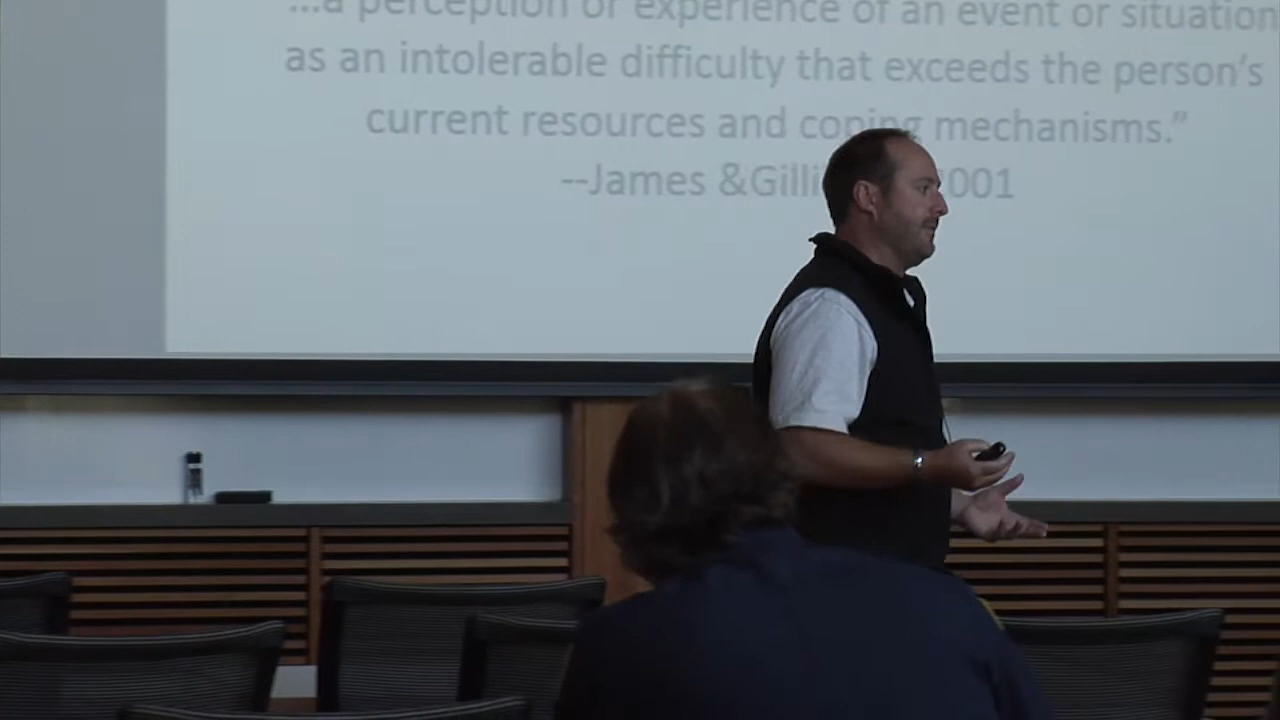 ...a perception or experience of an event or situation
as an intolerable difficulty that exceeds the person's
current resources and coping mechanisms.”
--James &Gilli 001